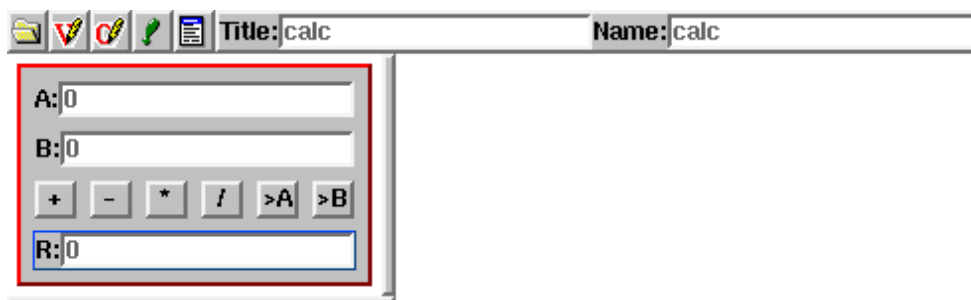 Title: calc Name: calc
A: 0
B: 0
+ - * / >A >B
R: 0